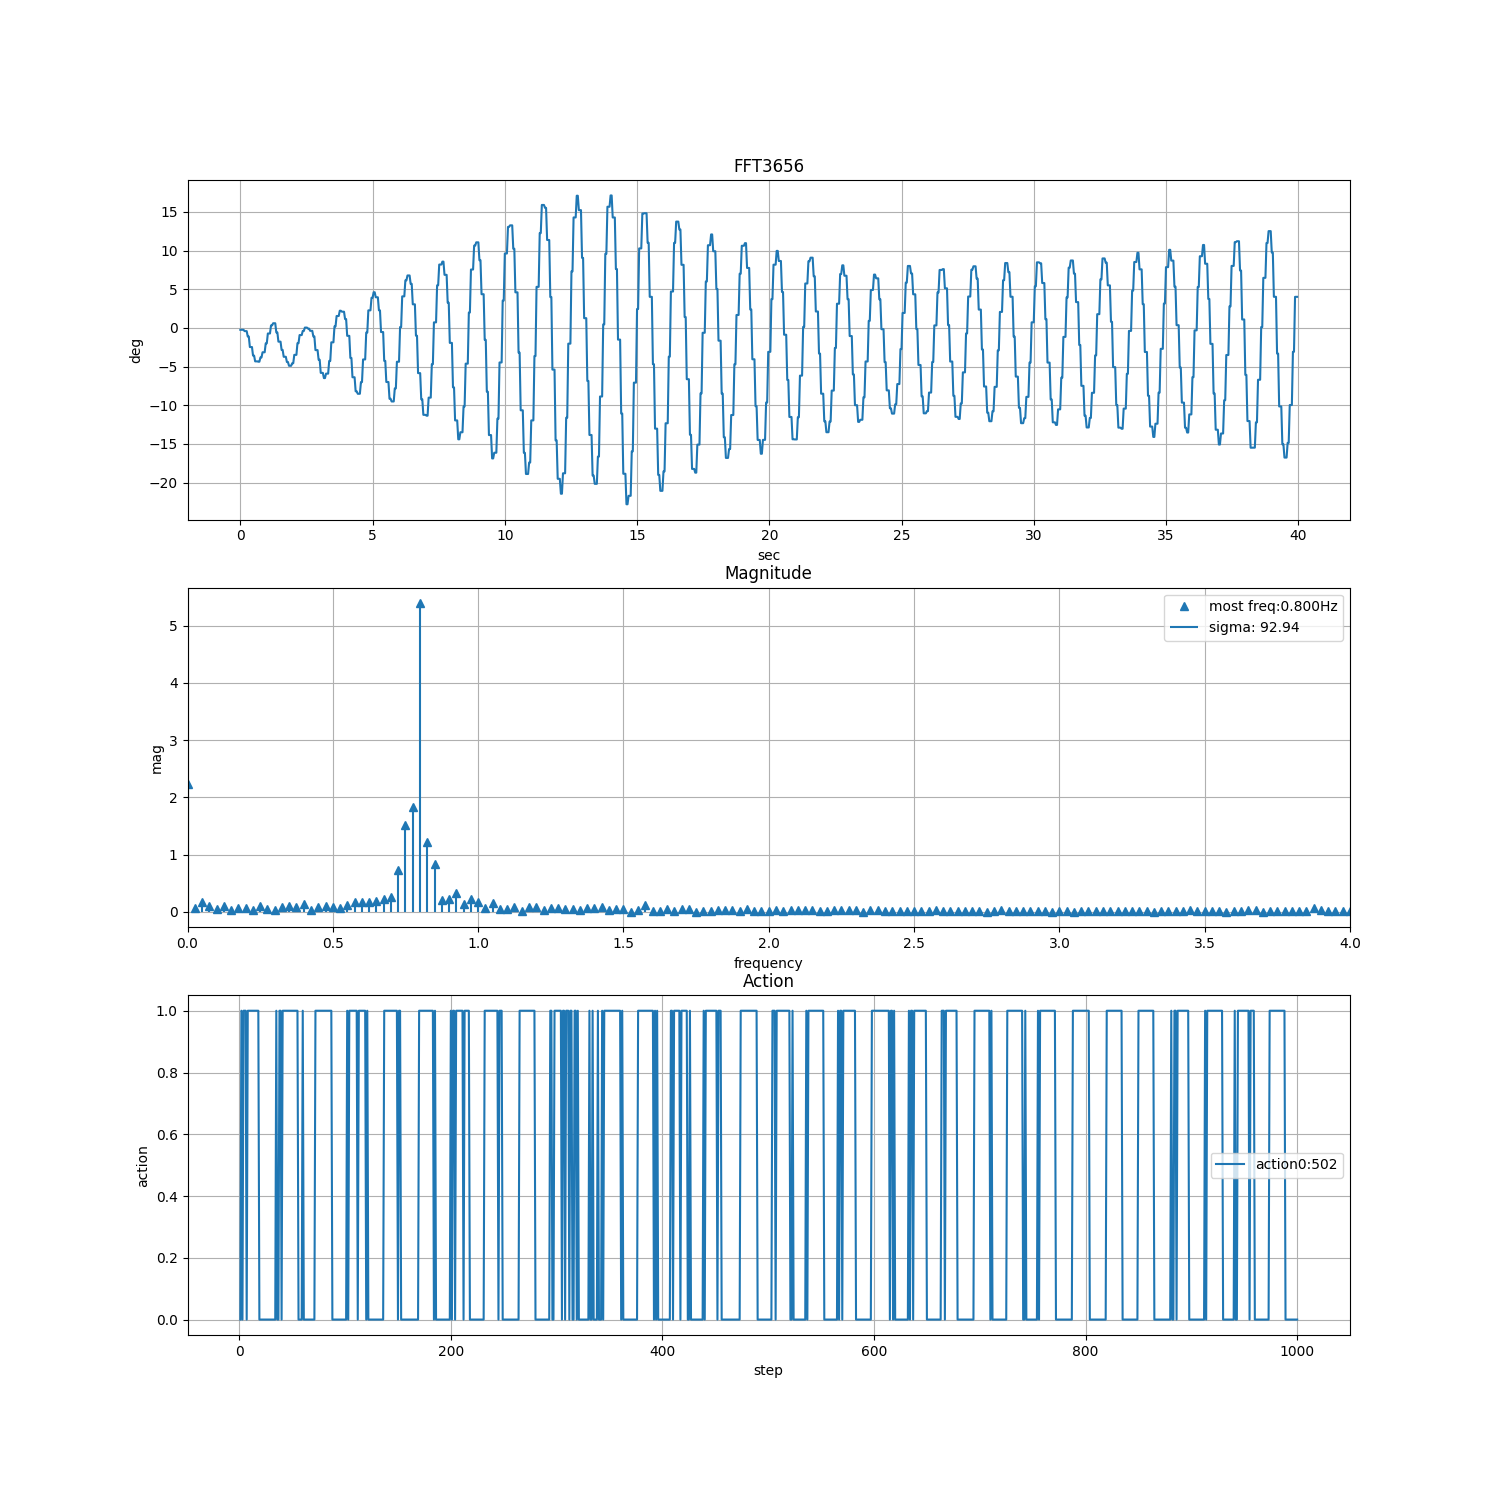 FFT3656
15
10
5
0
−5
−10
−15
−20
deg
0 5 10 15 20 25 30 35 40
sec
Magnitude
most freq:0.800Hz
sigma: 92.94
5
4
3
2
1
0
mag
0.0 0.5 1.0 1.5 2.0 2.5 3.0 3.5 4.0
frequency
Action
1.0
0.8
0.6
0.4
0.2
0.0
action
action0:502
0 200 400 600 800 1000
step